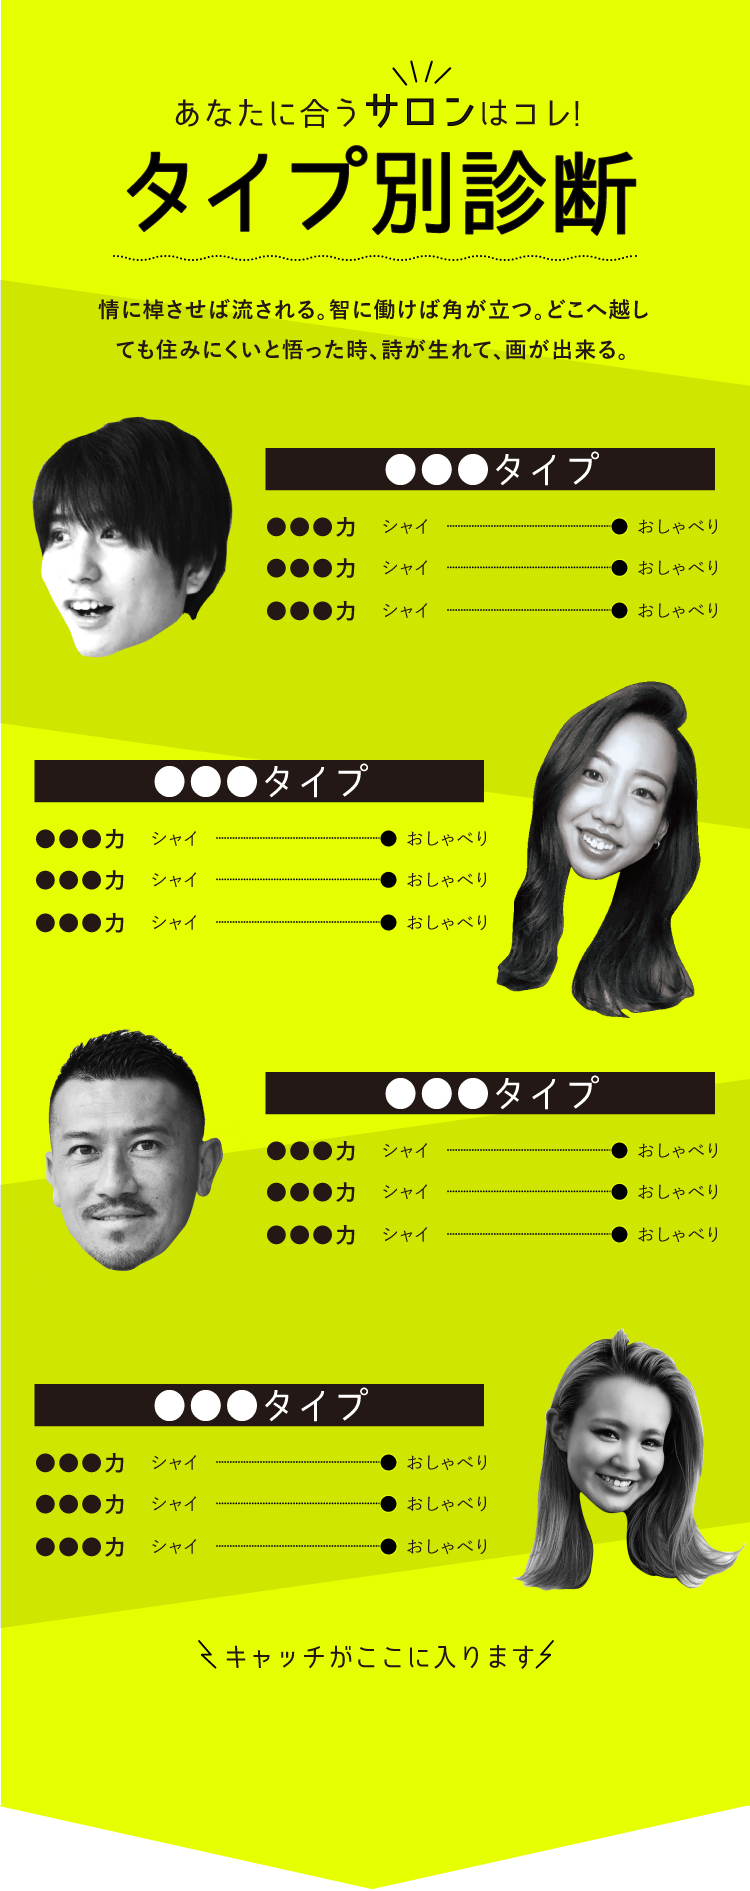 あなたに合うサロンはコレ!
タイプ別診断
情に棹させば流される。智に働けば角が立つ。どこへ越し
ても住みにくいと悟った時、詩が生れて、画が出来る。
●●●タイプ
●●●力 シャイ おしゃべり
●●●力 シャイ おしゃべり
●●●力 シャイ おしゃべり
●●●タイプ
●●●力 シャイ おしゃべり
●●●力 シャイ おしゃべり
●●●力 シャイ おしゃべり
●●●タイプ
●●●力 シャイ おしゃべり
●●●力 シャイ おしゃべり
●●●力 シャイ おしゃべり
●●●タイプ
●●●力 シャイ おしゃべり
●●●力 シャイ おしゃべり
●●●力 シャイ おしゃべり
キャッチがここに入ります